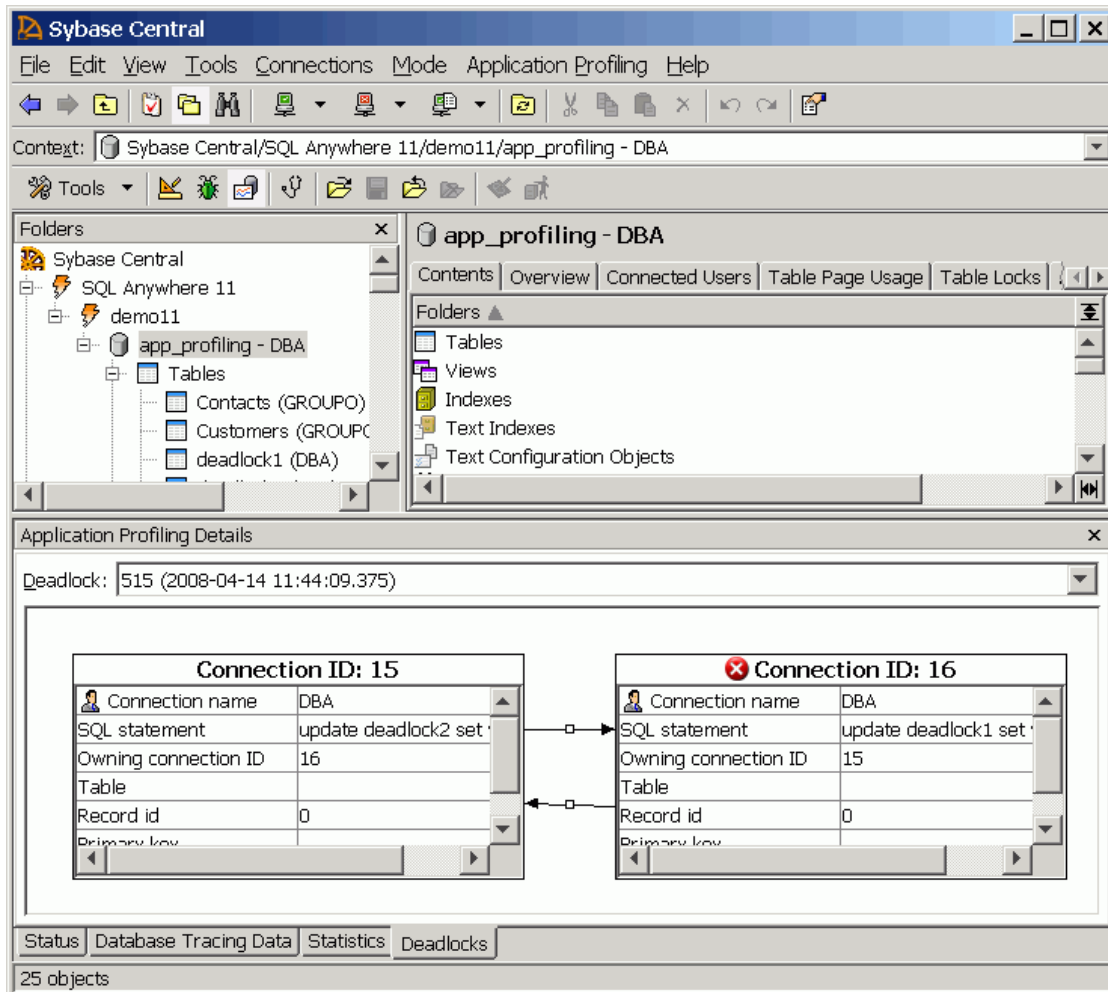 Sybase Central
File Edit View Tools Connections Mode Application Profiling Help
Context: Sybase Central/SQL Anywhere 11/demo11/app_profiling - DBA
Tools
Folders
Sybase Central
SQL Anywhere 11
demo11
app_profiling - DBA
Tables
Contacts (GROUPO)
Customers (GROUPO
deadlock1 (DBA)
app_profiling - DBA
Contents Overview Connected Users Table Page Usage Table Locks
Folders
Tables
Views
Indexes
Text Indexes
Text Configuration Objects
Application Profiling Details
Deadlock: 515 (2008-04-14 11:44:09.375)
Connection ID: 15
Connection name DBA
SQL statement update deadlock2 set
Owning connection ID 16
Table
Record id 0
Primary key
Connection ID: 16
Connection name DBA
SQL statement update deadlock1 set
Owning connection ID 15
Table
Record id 0
Primary key
Status Database Tracing Data Statistics Deadlocks
25 objects